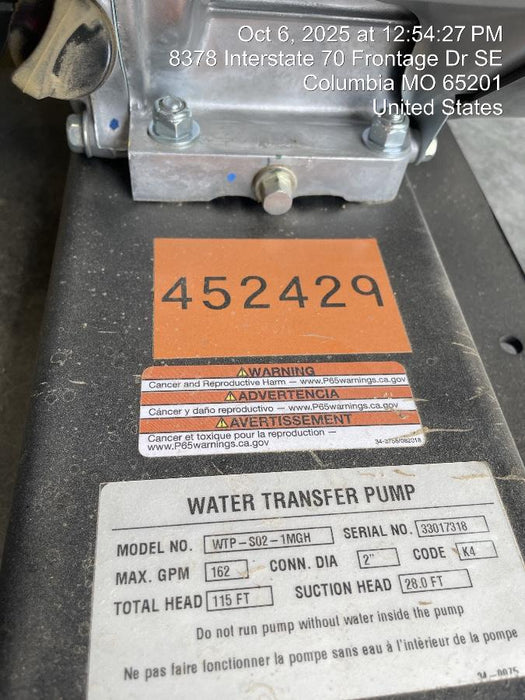 Oct 6, 2025 at 12:54:27 PM
8378 Interstate 70 Frontage Dr SE
Columbia MO 65201
United States
452429
⚠WARNING
Cancer and Reproductive Harm — www.P65warnings.ca.gov
⚠ADVERTENCIA
Cáncer y daño reproductivo — www.P65warnings.ca.gov
⚠AVERTISSEMENT
Cancer et toxique pour la reproduction —
www.P65warnings.ca.gov
WATER TRANSFER PUMP
MODEL NO. WTP-S02-1MGH SERIAL NO. 33017318
MAX. GPM 162 CONN. DIA 2" CODE K4
TOTAL HEAD 115 FT SUCTION HEAD 28.0 FT
Do not run pump without water inside the pump
Ne pas faire fonctionner la pompe sans eau à l'intèrieur de la pompe